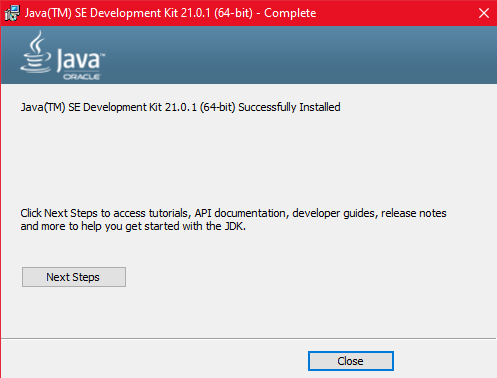 Java(TM) SE Development Kit 21.0.1 (64-bit) - Complete
Java™
ORACLE
Java(TM) SE Development Kit 21.0.1 (64-bit) Successfully Installed
Click Next Steps to access tutorials, API documentation, developer guides, release notes
and more to help you get started with the JDK.
Next Steps
Close